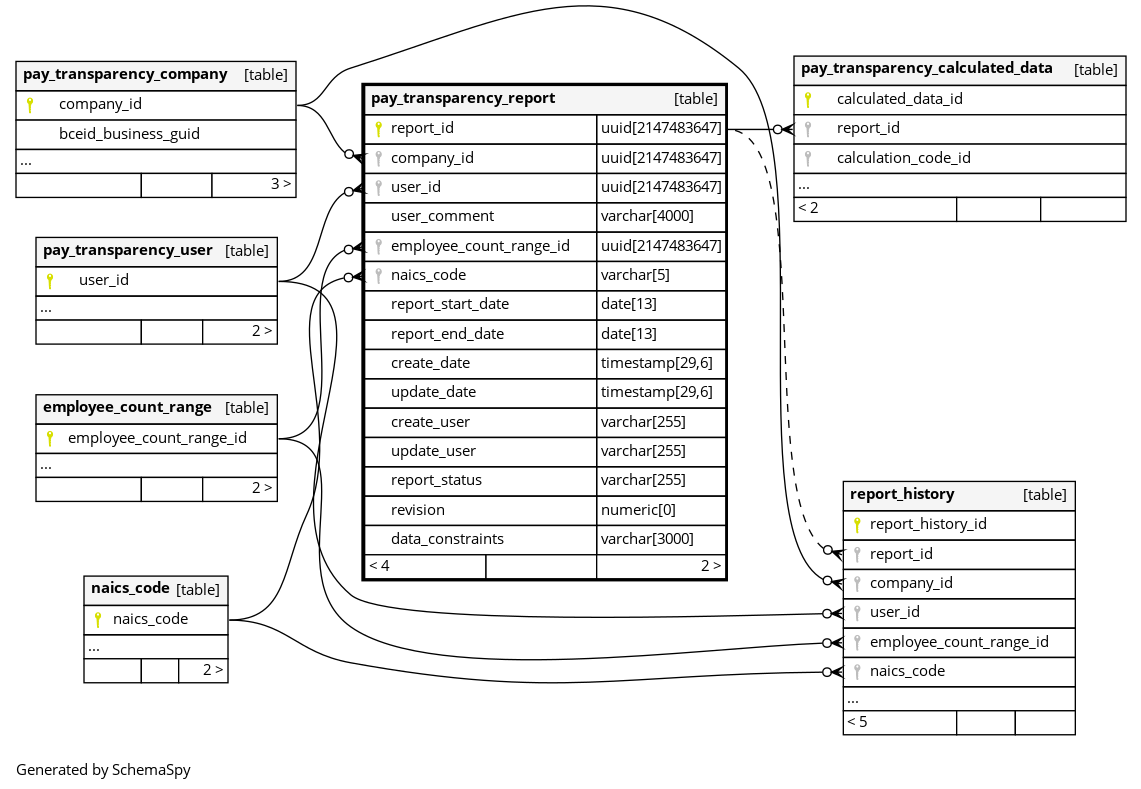 pay_transparency_company [table]
company_id
bceid_business_guid
...
3 >
pay_transparency_user [table]
user_id
...
2 >
employee_count_range [table]
employee_count_range_id
...
2 >
naics_code [table]
naics_code
...
2 >
pay_transparency_report [table]
report_id uuid[2147483647]
company_id uuid[2147483647]
user_id uuid[2147483647]
user_comment varchar[4000]
employee_count_range_id uuid[2147483647]
naics_code varchar[5]
report_start_date date[13]
report_end_date date[13]
create_date timestamp[29,6]
update_date timestamp[29,6]
create_user varchar[255]
update_user varchar[255]
report_status varchar[255]
revision numeric[0]
data_constraints varchar[3000]
< 4 2 >
pay_transparency_calculated_data [table]
calculated_data_id
report_id
calculation_code_id
...
< 2
report_history [table]
report_history_id
report_id
company_id
user_id
employee_count_range_id
naics_code
...
< 5
Generated by SchemaSpy